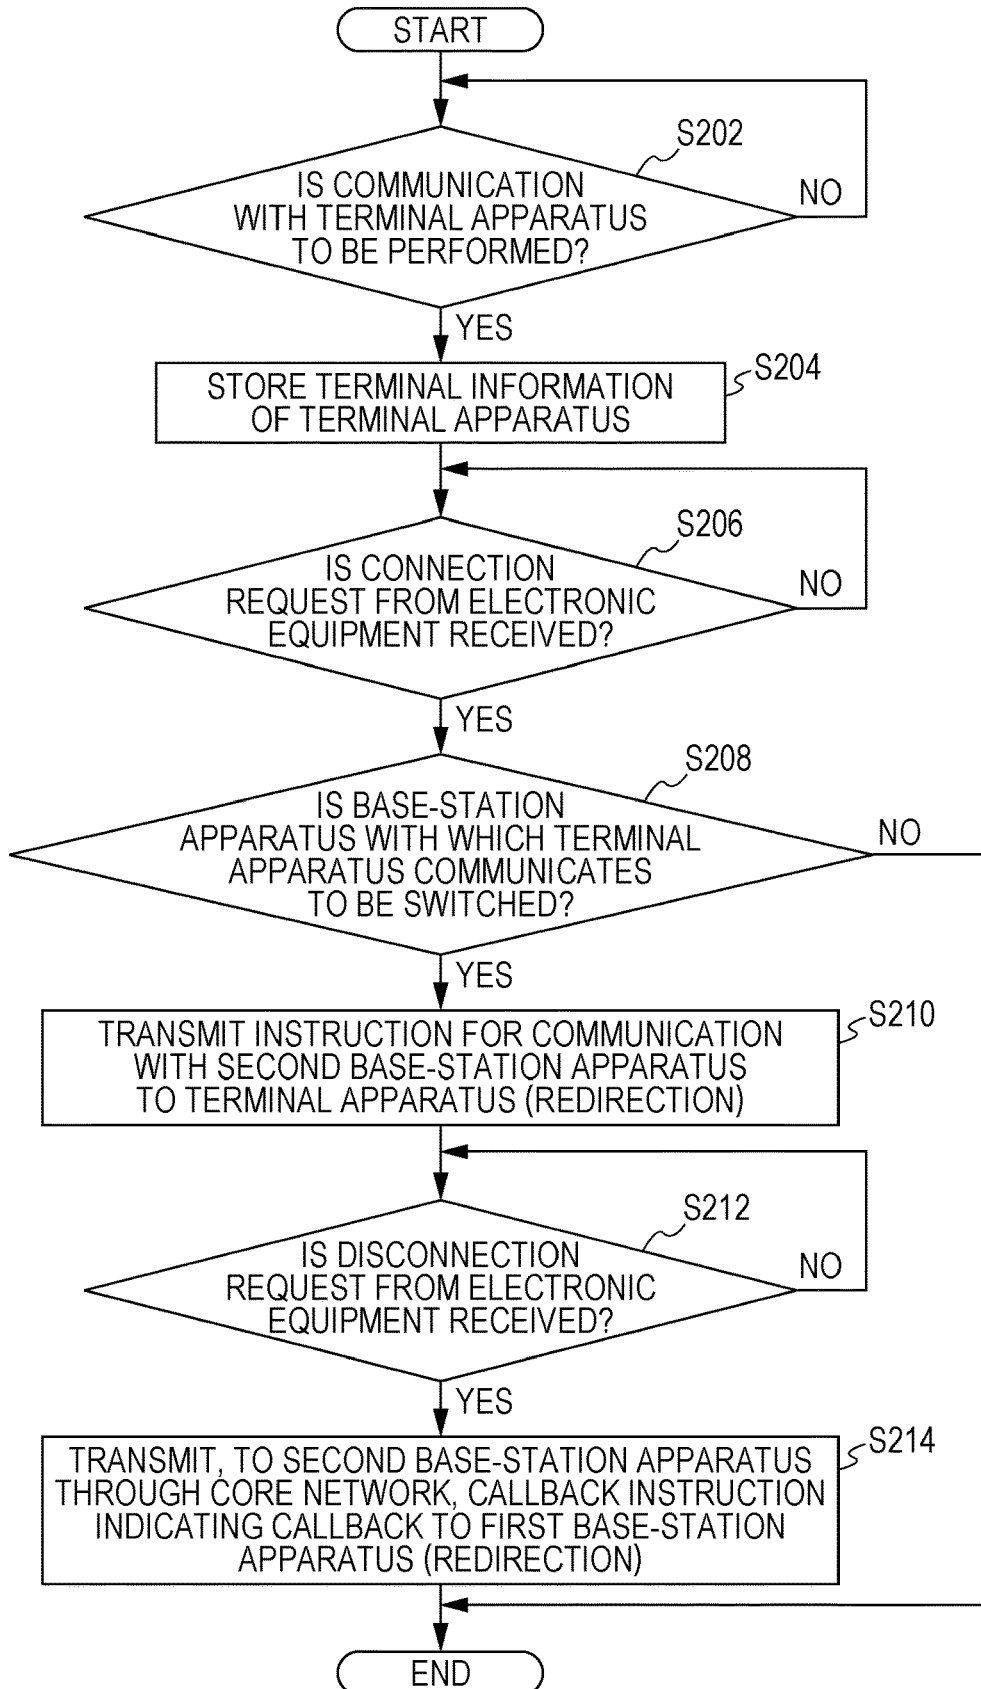 START
S202
IS COMMUNICATION
WITH TERMINAL APPARATUS
TO BE PERFORMED?
NO
YES
S204
STORE TERMINAL INFORMATION
OF TERMINAL APPARATUS
S206
IS CONNECTION
REQUEST FROM ELECTRONIC
EQUIPMENT RECEIVED?
NO
YES
S208
IS BASE-STATION
APPARATUS WITH WHICH TERMINAL
APPARATUS COMMUNICATES
TO BE SWITCHED?
NO
YES
S210
TRANSMIT INSTRUCTION FOR COMMUNICATION
WITH SECOND BASE-STATION APPARATUS
TO TERMINAL APPARATUS (REDIRECTION)
S212
IS DISCONNECTION
REQUEST FROM ELECTRONIC
EQUIPMENT RECEIVED?
NO
YES
S214
TRANSMIT, TO SECOND BASE-STATION APPARATUS
THROUGH CORE NETWORK, CALLBACK INSTRUCTION
INDICATING CALLBACK TO FIRST BASE-STATION
APPARATUS (REDIRECTION)
END